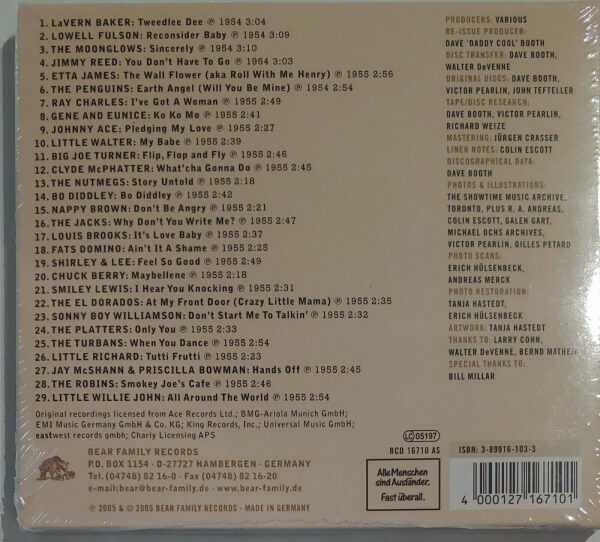 1. LaVERN BAKER: Tweedlee Dee ℗ 1954 3:04
2. LOWELL FULSON: Reconsider Baby ℗ 1954 3:09
3. THE MOONGLOWS: Sincerely ℗ 1954 3:10
4. JIMMY REED: You Don't Have To Go ℗ 1954 3:03
5. ETTA JAMES: The Wall Flower (aka Roll With Me Henry) ℗ 1955 2:56
6. THE PENGUINS: Earth Angel (Will You Be Mine) ℗ 1954 2:54
7. RAY CHARLES: I've Got A Woman ℗ 1955 2:49
8. GENE AND EUNICE: Ko Ko Mo ℗ 1955 2:41
9. JOHNNY ACE: Pledging My Love ℗ 1955 2:27
10. LITTLE WALTER: My Babe ℗ 1955 2:39
11. BIG JOE TURNER: Flip, Flop and Fly ℗ 1955 2:46
12. CLYDE McPHATTER: What'cha Gonna Do ℗ 1955 2:45
13. THE NUTMEGS: Story Untold ℗ 1955 2:18
14. BO DIDDLEY: Bo Diddley ℗ 1955 2:42
15. NAPPY BROWN: Don't Be Angry ℗ 1955 2:21
16. THE JACKS: Why Don't You Write Me? ℗ 1955 2:47
17. LOUIS BROOKS: It's Love Baby ℗ 1955 2:37
18. FATS DOMINO: Ain't It A Shame ℗ 1955 2:25
19. SHIRLEY & LEE: Feel So Good ℗ 1955 2:49
20. CHUCK BERRY: Maybellene ℗ 1955 2:18
21. SMILEY LEWIS: I Hear You Knocking ℗ 1955 2:31
22. THE EL DORADOS: At My Front Door (Crazy Little Mama) ℗ 1955 2:35
23. SONNY BOY WILLIAMSON: Don't Start Me To Talkin' ℗ 1955 2:32
24. THE PLATTERS: Only You ℗ 1955 2:33
25. THE TURBANS: When You Dance ℗ 1955 2:54
26. LITTLE RICHARD: Tutti Frutti ℗ 1955 2:23
27. JAY McSHANN & PRISCILLA BOWMAN: Hands Off ℗ 1955 2:45
28. THE ROBINS: Smokey Joe's Cafe ℗ 1955 2:46
29. LITTLE WILLIE JOHN: All Around The World ℗ 1955 2:54
Original recordings licensed from Ace Records Ltd.; BMG-Ariola Munich GmbH;
EMI Music Germany GmbH & Co. KG; King Records, Inc.; Universal Music GmbH;
eastwest records gmbh; Charly Licensing APS
BEAR FAMILY RECORDS
P.O. BOX 1154 · D-27727 HAMBERGEN · GERMANY
Tel. (04748) 82 16-0 · Fax (04748) 82 16-20
e-mail:bear@bear-family.de · www.bear-family.de
℗ 2005 & © 2005 BEAR FAMILY RECORDS · MADE IN GERMANY
PRODUCERS: VARIOUS
RE-ISSUE PRODUCER:
DAVE 'DADDY COOL' BOOTH
DISC TRANSFER: DAVE BOOTH,
WALTER DeVENNE
ORIGINAL DISCS: DAVE BOOTH,
VICTOR PEARLIN, JOHN TEFTELLER
TAPE/DISC RESEARCH:
DAVE BOOTH, VICTOR PEARLIN,
RICHARD WEIZE
MASTERING: JÜRGEN CRASSER
LINER NOTES: COLIN ESCOTT
DISCOGRAPHICAL DATA:
DAVE BOOTH
PHOTOS & ILLUSTRATIONS:
THE SHOWTIME MUSIC ARCHIVE,
TORONTO, PLUS R. A. ANDREAS,
COLIN ESCOTT, GALEN GART,
MICHAEL OCHS ARCHIVES,
VICTOR PEARLIN, GILLES PETARD
PHOTO SCANS:
ERICH HÜLSENBECK,
ANDREAS MERCK
PHOTO RESTORATION:
TANJA HASTEDT,
ERICH HÜLSENBECK
ARTWORK: TANJA HASTEDT
THANKS TO: LARRY COHN,
WALTER DeVENNE, BERND MATHEJA
SPECIAL THANKS TO:
BILL MILLAR
LC 05197
BCD 16710 AS
Alle Menschen
sind Ausländer.
Fast überall.
ISBN: 3-89916-103-5
4 000127 167101